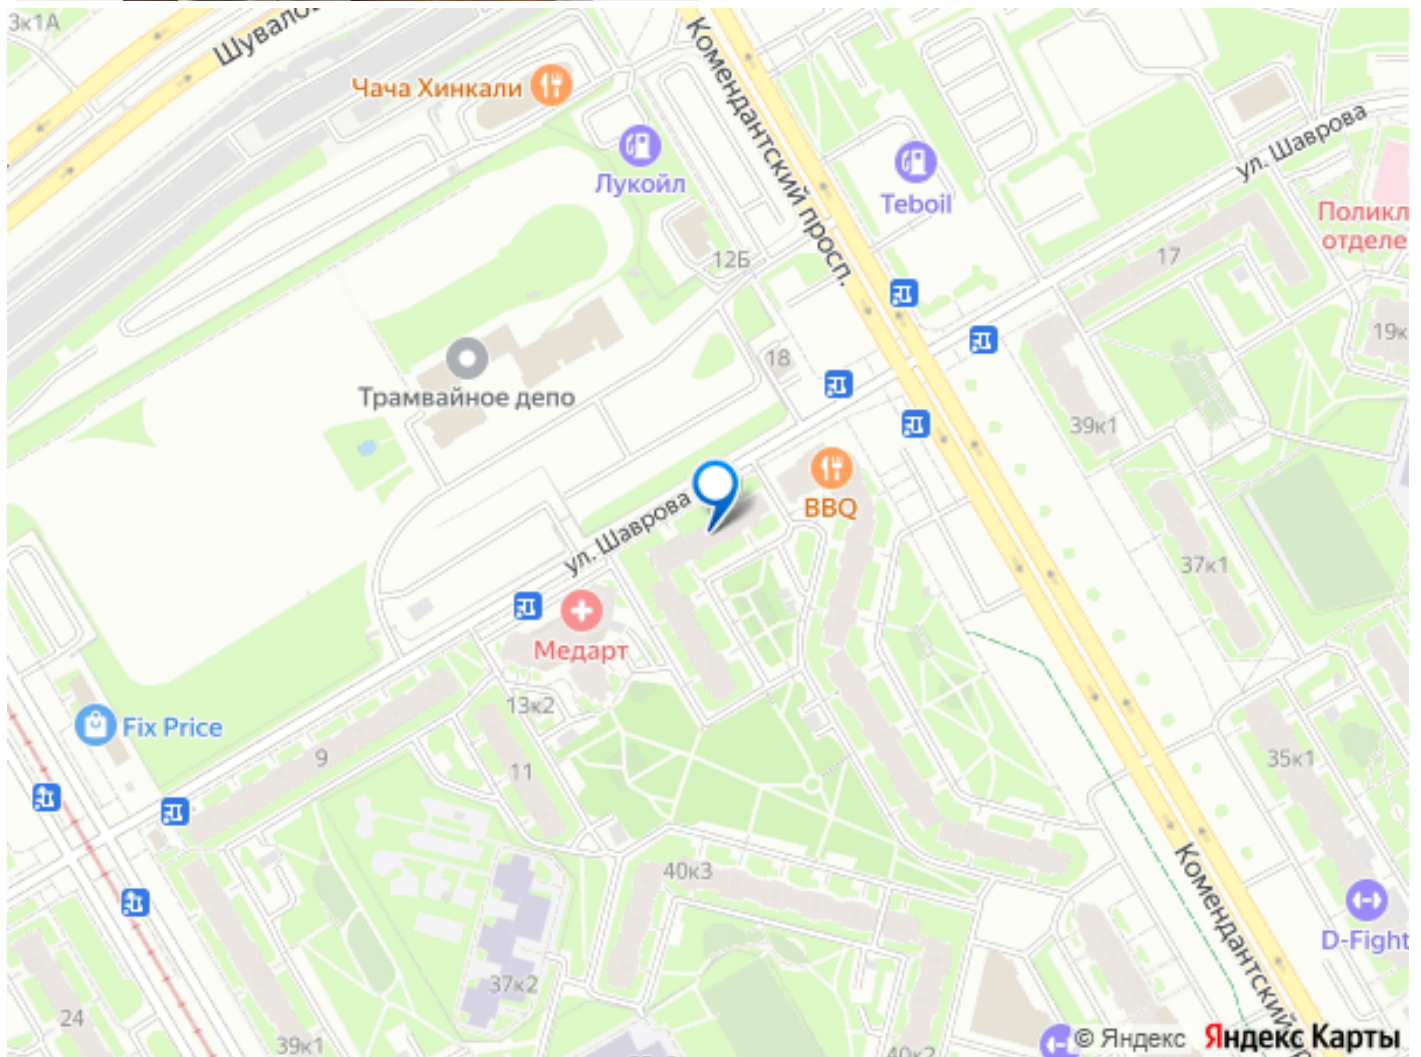 3к1А
Шувало
Комендантский просп.
Чача Хинкали
Лукойл
Teboil
ул. Шаврова
Поликл
отделе
17
12Б
19к
18
Трамвайное депо
39к1
BBQ
ул. Шаврова
37к1
Медарт
13к2
Fix Price
9
11
35к1
40к3
Комендантский
D-Fight
37к2
24
39к1
40к2
© Яндекс Яндекс Карты